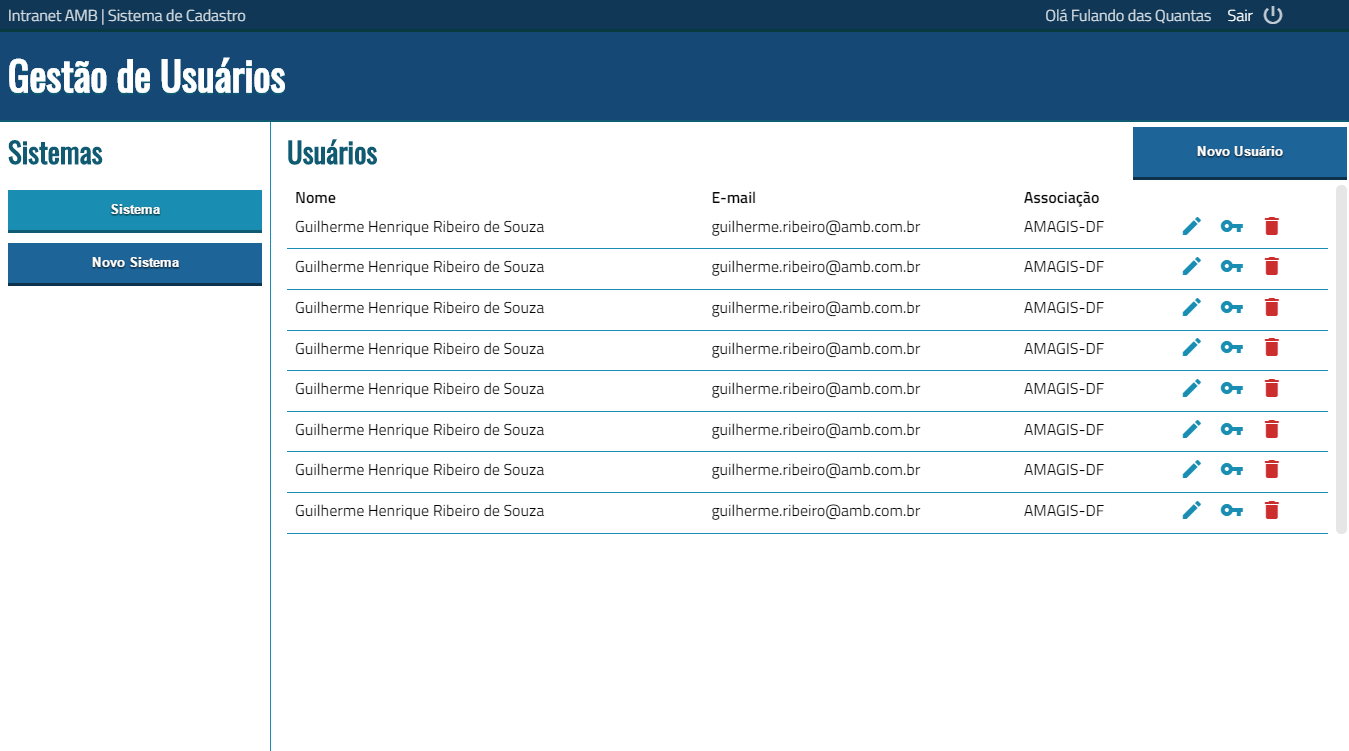 Intranet AMB | Sistema de Cadastro Olá Fulando das Quantas Sair
Gestão de Usuários
Sistemas
Sistema
Novo Sistema
Usuários
Novo Usuário
Nome E-mail Associação
Guilherme Henrique Ribeiro de Souza guilherme.ribeiro@amb.com.br AMAGIS-DF
Guilherme Henrique Ribeiro de Souza guilherme.ribeiro@amb.com.br AMAGIS-DF
Guilherme Henrique Ribeiro de Souza guilherme.ribeiro@amb.com.br AMAGIS-DF
Guilherme Henrique Ribeiro de Souza guilherme.ribeiro@amb.com.br AMAGIS-DF
Guilherme Henrique Ribeiro de Souza guilherme.ribeiro@amb.com.br AMAGIS-DF
Guilherme Henrique Ribeiro de Souza guilherme.ribeiro@amb.com.br AMAGIS-DF
Guilherme Henrique Ribeiro de Souza guilherme.ribeiro@amb.com.br AMAGIS-DF
Guilherme Henrique Ribeiro de Souza guilherme.ribeiro@amb.com.br AMAGIS-DF